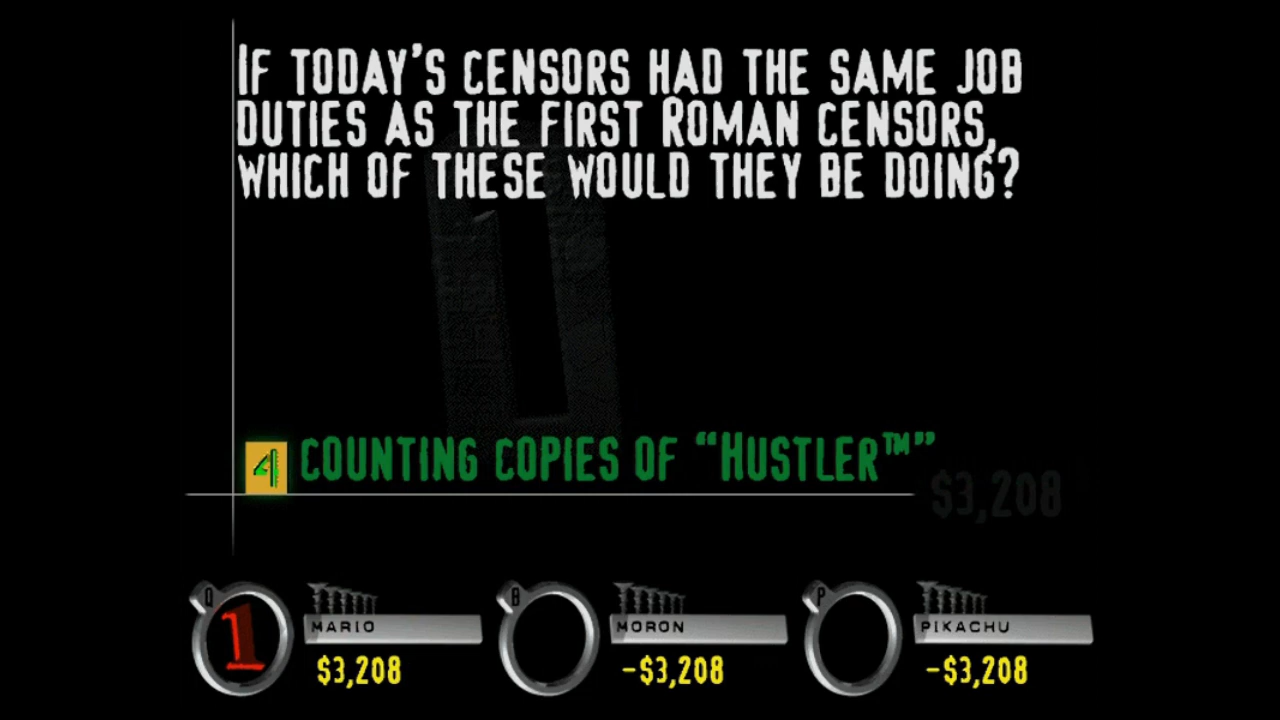 If today's censors had the same job
duties as the first Roman censors,
which of these would they be doing?
4 counting copies of “Hustler™”
$3,208
Q 1 MARIO
$3,208
B MORON
-$3,208
P PIKACHU
-$3,208